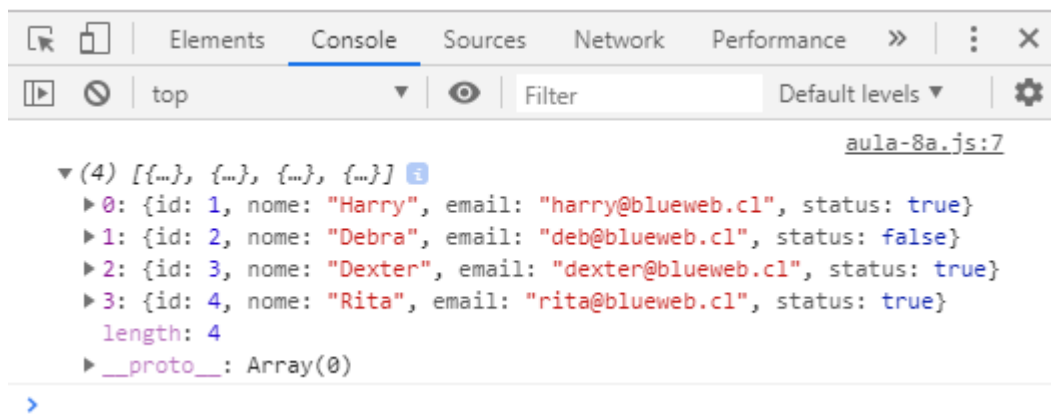 Elements Console Sources Network Performance »
top Filter Default levels ▼
aula-8a.js:7
▼(4) [{…}, {…}, {…}, {…}] i
▶0: {id: 1, nome: "Harry", email: "harry@blueweb.cl", status: true}
▶1: {id: 2, nome: "Debra", email: "deb@blueweb.cl", status: false}
▶2: {id: 3, nome: "Dexter", email: "dexter@blueweb.cl", status: true}
▶3: {id: 4, nome: "Rita", email: "rita@blueweb.cl", status: true}
length: 4
▶__proto__: Array(0)